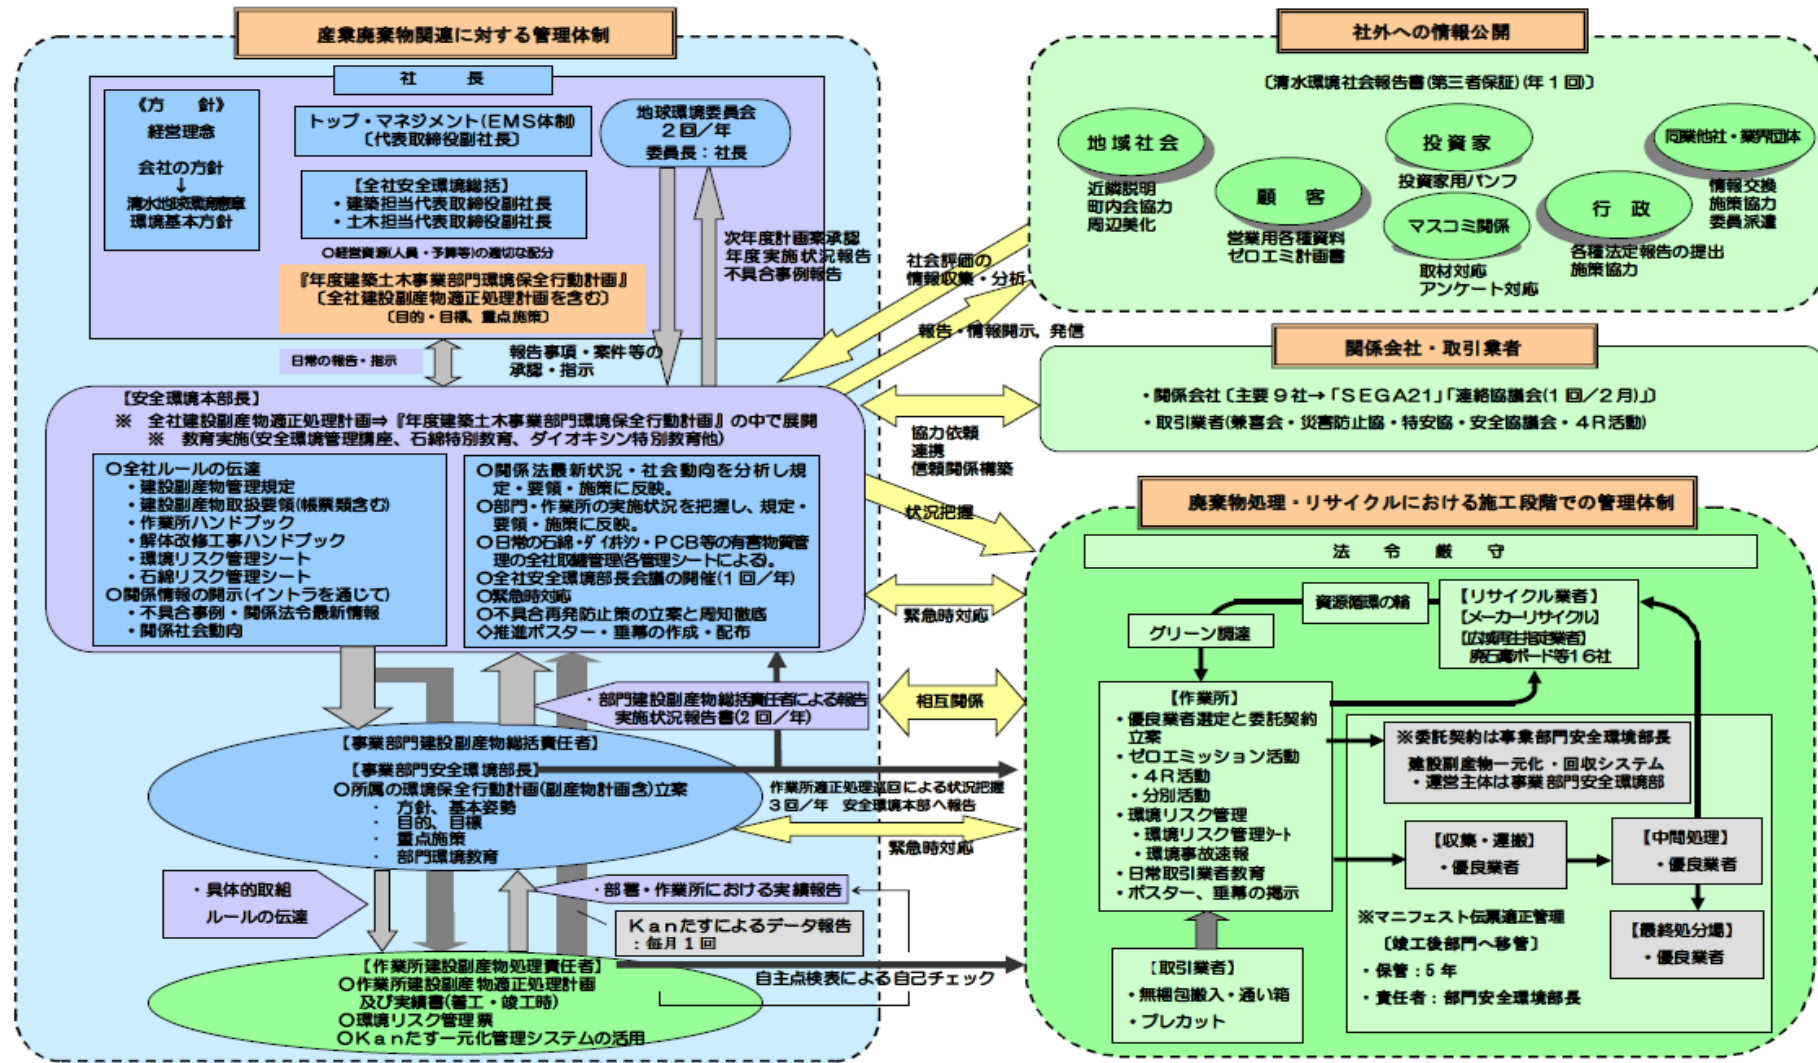 産業廃棄物関連に対する管理体制
社　長
《方　針》
経営理念
会社の方針
↓
清水地球環境憲章
環境基本方針
トップ・マネジメント(EMS体制)
〔代表取締役副社長〕
【全社安全環境総括】
・建築担当代表取締役副社長
・土木担当代表取締役副社長
○経営資源(人員・予算等)の適切な配分
『年度建築土木事業部門環境保全行動計画』
〔全社建設副産物適正処理計画を含む〕
〔目的・目標、重点施策〕
地球環境委員会
2回／年
委員長：社長
次年度計画案承認
年度実施状況報告
不具合事例報告
日常の報告・指示
報告事項・案件等の
承認・指示
【安全環境本部長】
※　全社建設副産物適正処理計画⇒『年度建築土木事業部門環境保全行動計画』の中で展開
※　教育実施(安全環境管理講座、石綿特別教育、ダイオキシン特別教育他)
○全社ルールの伝達
・建設副産物管理規定
・建設副産物取扱要領(帳票類含む)
・作業所ハンドブック
・解体改修工事ハンドブック
・環境リスク管理シート
・石綿リスク管理シート
○関係情報の開示(イントラを通じて)
・不具合事例・関係法令最新情報
・関係社会動向
○関係法最新状況・社会動向を分析し規
定・要領・施策に反映。
○部門・作業所の実施状況を把握し、規定・
要領・施策に反映。
○日常の石綿・ﾀﾞｲｵｷｼﾝ・PCB等の有害物質管
理の全社取纏管理(各管理シートによる)。
○全社安全環境部長会議の開催(1回／年)
○緊急時対応
○不具合再発防止策の立案と周知徹底
◇推進ポスター・垂幕の作成・配布
・部門建設副産物総括責任者による報告
実施状況報告書(2回／年)
【事業部門建設副産物総括責任者】
【事業部門安全環境部長】
○所属の環境保全行動計画(副産物計画含)立案
・　方針、基本姿勢
・　目的、目標
・　重点施策
・　部門環境教育
・具体的取組
ルールの伝達
・部署・作業所における実績報告
Kanたすによるデータ報告
：毎月1回
【作業所建設副産物処理責任者】
○作業所建設副産物適正処理計画
及び実績書(着工・竣工時)
○環境リスク管理票
○Kanたす一元化管理システムの活用
社会評価の
情報収集・分析
報告・情報開示、発信
協力依頼
連携
信頼関係構築
状況把握
緊急時対応
相互関係
作業所適正処理巡回による状況把握
3回／年　安全環境本部へ報告
緊急時対応
自主点検表による自己チェック
社外への情報公開
〔清水環境社会報告書(第三者保証)(年1回)〕
地域社会
近隣説明
町内会協力
周辺美化
顧　客
営業用各種資料
ゼロエミ計画書
投資家
投資家用パンフ
マスコミ関係
取材対応
アンケート対応
行　政
各種法定報告の提出
施策協力
同業他社・業界団体
情報交換
施策協力
委員派遣
関係会社・取引業者
・関係会社〔主要9社→「SEGA21」「連絡協議会(1回／2月)」〕
・取引業者(兼喜会・災害防止協・特安協・安全協議会・4R活動)
廃棄物処理・リサイクルにおける施工段階での管理体制
法　令　厳　守
資源循環の輪
グリーン調達
【リサイクル業者】
【メーカーリサイクル】
【広域再生指定業者】
廃石膏ボード等16社
【作業所】
・優良業者選定と委託契約
立案
・ゼロエミッション活動
・4R活動
・分別活動
・環境リスク管理
・環境リスク管理ｼｰﾄ
・環境事故速報
・日常取引業者教育
・ポスター、垂幕の掲示
※委託契約は事業部門安全環境部長
建設副産物一元化・回収システム
・運営主体は事業部門安全環境部
【収集・運搬】
・優良業者
【中間処理】
・優良業者
【最終処分場】
・優良業者
※マニフェスト伝票適正管理
〔竣工後部門へ移管〕
・保管：5年
・責任者：部門安全環境部長
【取引業者】
・無梱包搬入・通い箱
・プレカット